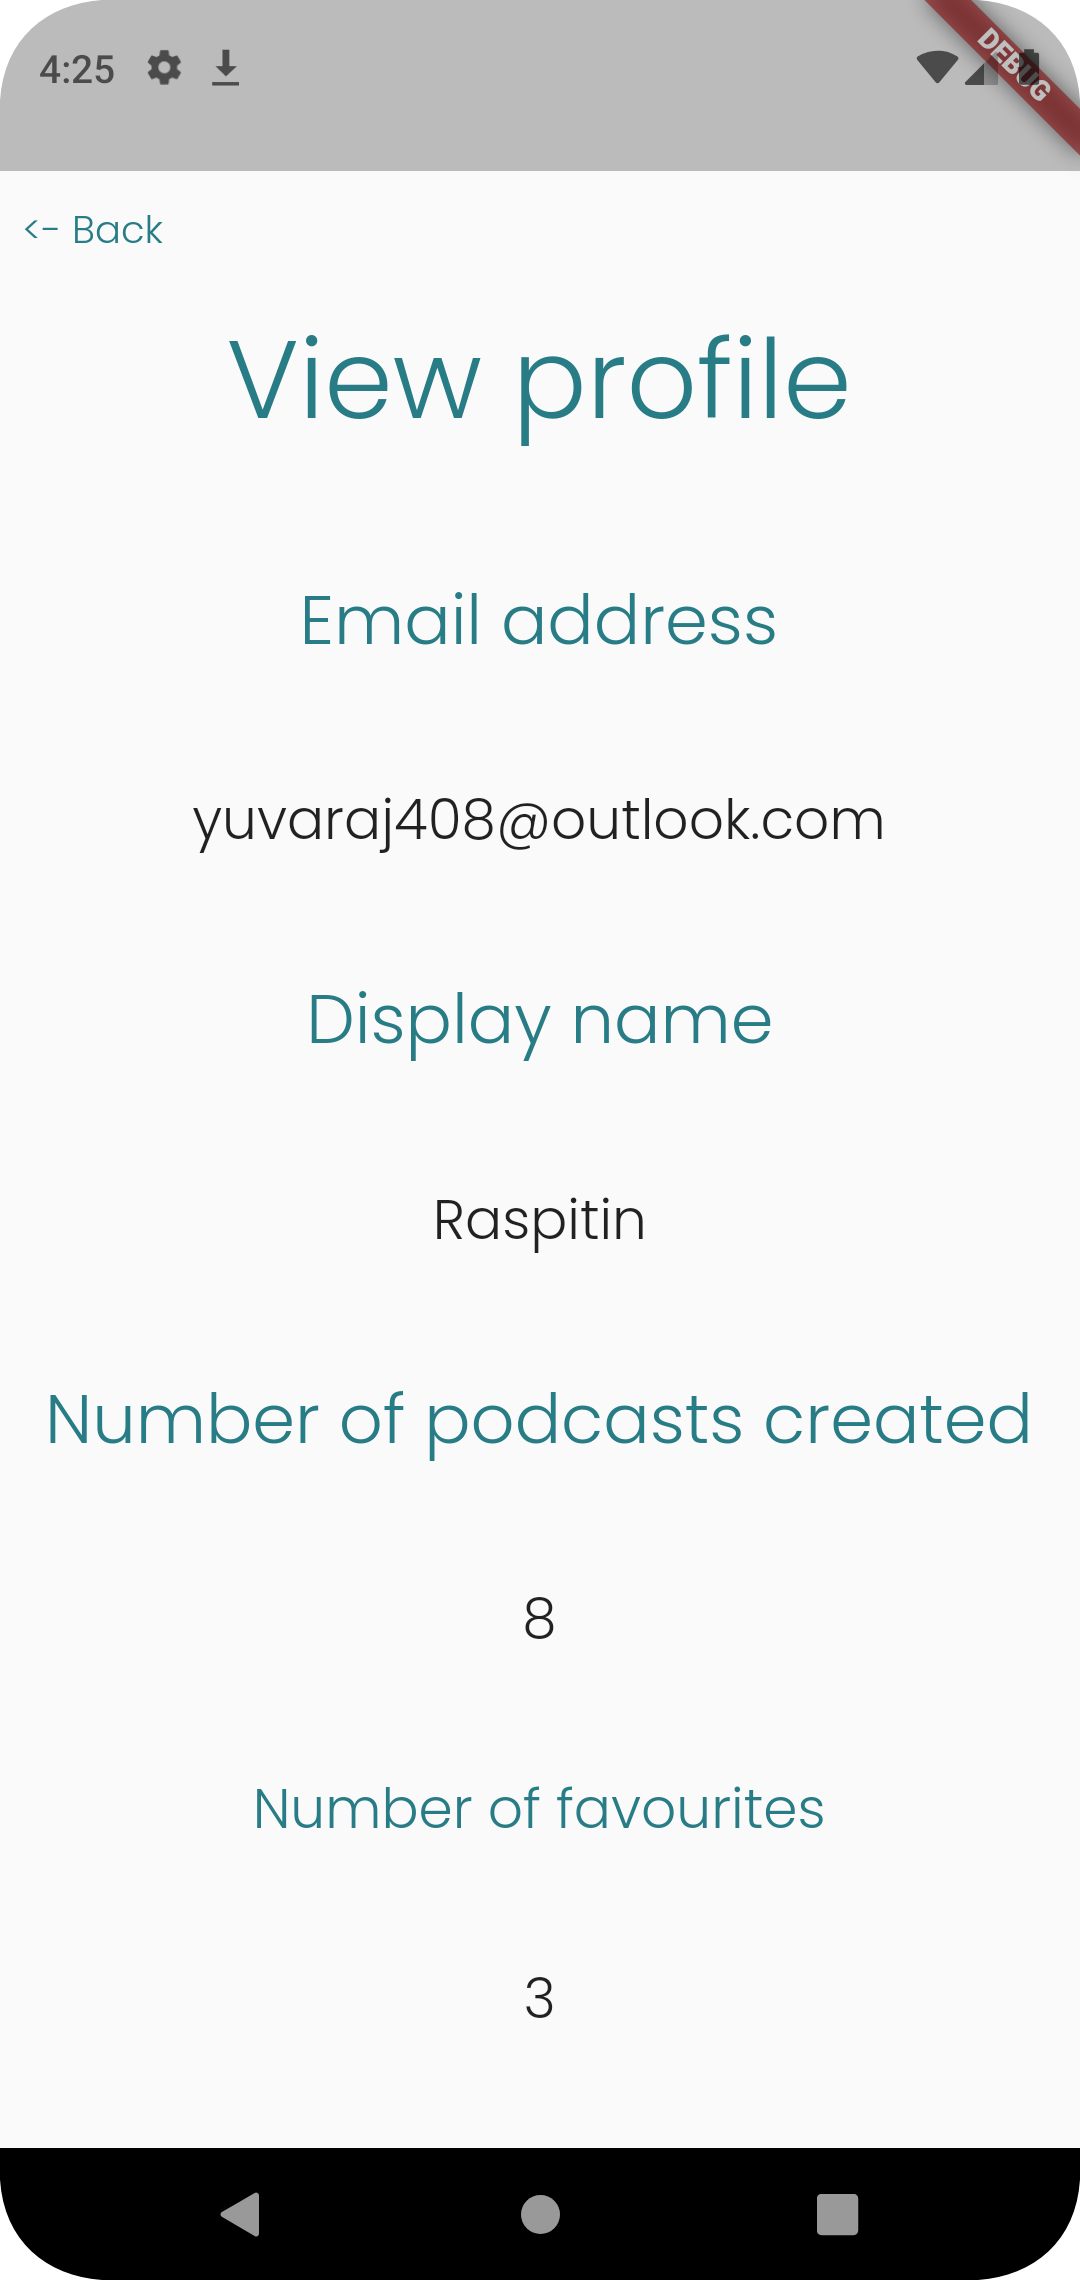 4:25
DEBUG
<- Back
View profile
Email address
yuvaraj408@outlook.com
Display name
Raspitin
Number of podcasts created
8
Number of favourites
3